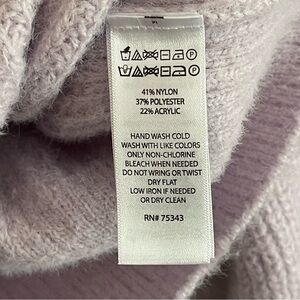 41% NYLON
37% POLYESTER
22% ACRYLIC
HAND WASH COLD
WASH WITH LIKE COLORS
ONLY NON-CHLORINE
BLEACH WHEN NEEDED
DO NOT WRING OR TWIST
DRY FLAT
LOW IRON IF NEEDED
OR DRY CLEAN
RN# 75343